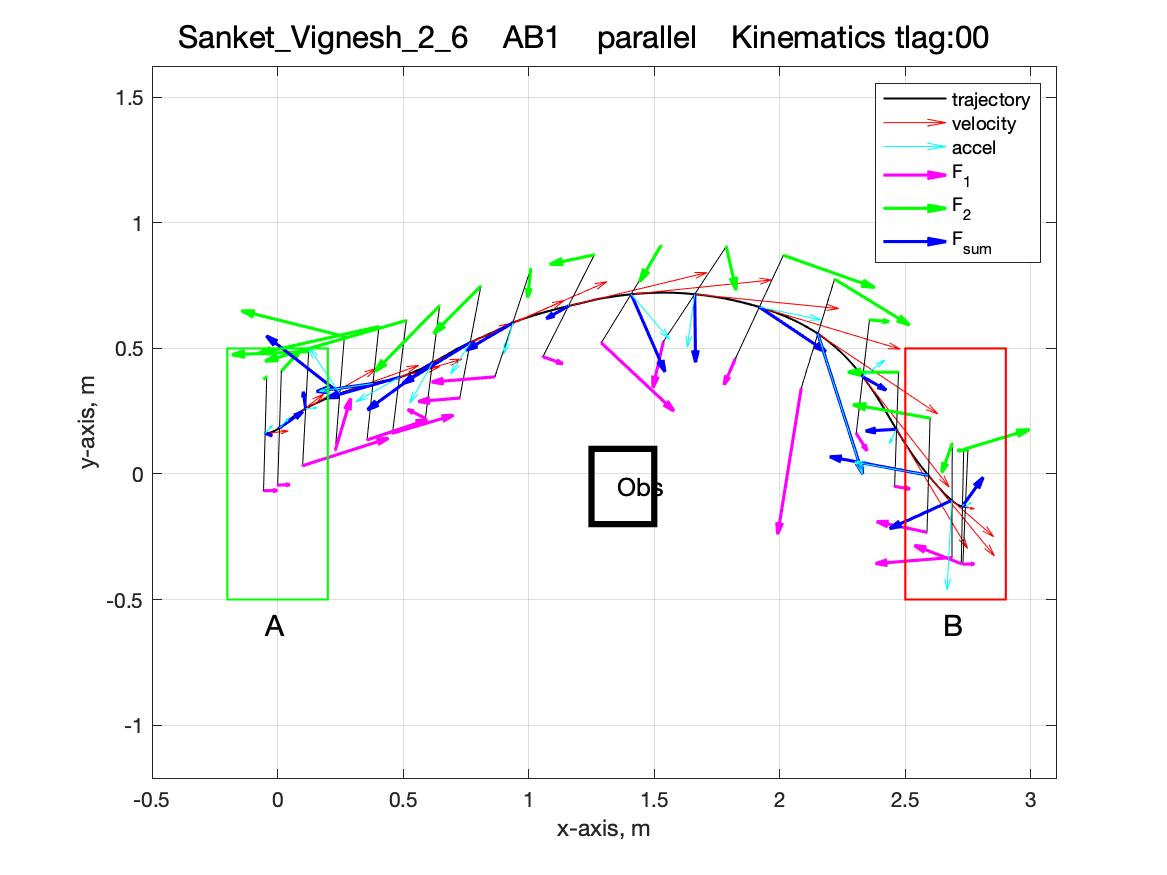 Sanket_Vignesh_2_6 AB1 parallel Kinematics tlag:00
trajectory
velocity
accel
F1
F2
Fsum
1.5
1
0.5
0
-0.5
-1
y-axis, m
Obs
A
B
-0.5 0 0.5 1 1.5 2 2.5 3
x-axis, m